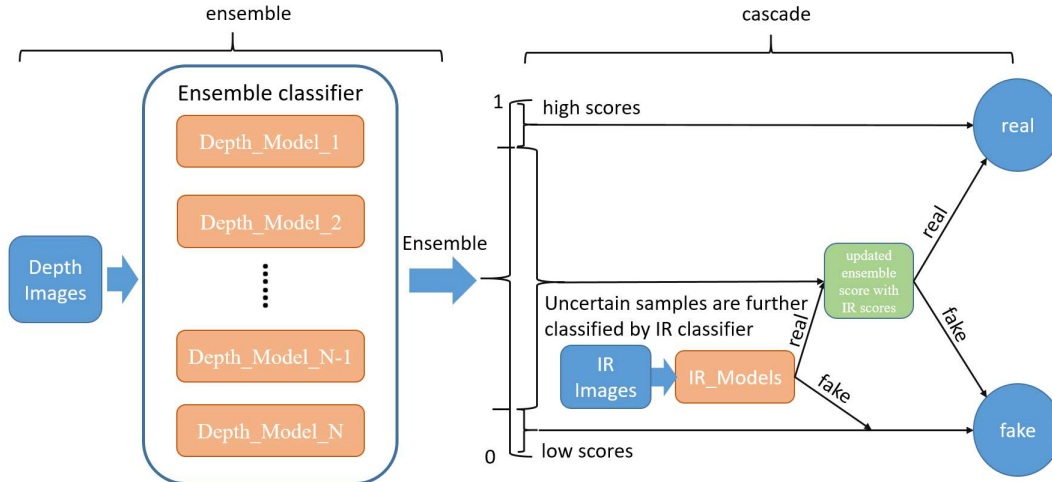 ensemble
cascade
Ensemble classifier
Depth_Model_1
Depth_Model_2
Depth_Model_N-1
Depth_Model_N
Depth
Images
Ensemble
1
high scores
real
updated
ensemble
score with
IR scores
real
fake
Uncertain samples are further
classified by IR classifier
IR
Images
IR_Models
real
fake
0
low scores
fake